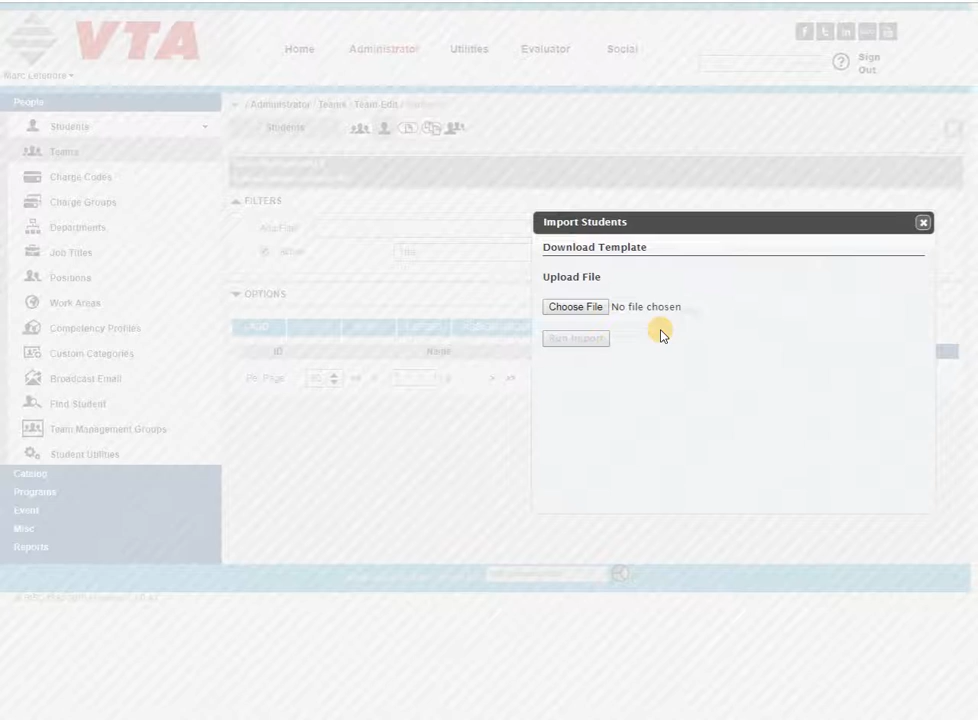 VTA
Home Administrator Utilities Evaluator Social
Sign
Out
Marc
People
/ Administrator / Teams / Team Edit /
Students
Students
Teams
Charge Codes
Charge Groups
Departments
Job Titles
Positions
Work Areas
Competency Profiles
Custom Categories
Broadcast Email
Find Student
Team Management Groups
Student Utilities
Catalog
Programs
Event
Misc
Reports
FILTERS
Active
Title
OPTIONS
ADD
ID Name
Per Page:
Import Students
Download Template
Upload File
Choose File No file chosen
Run Import